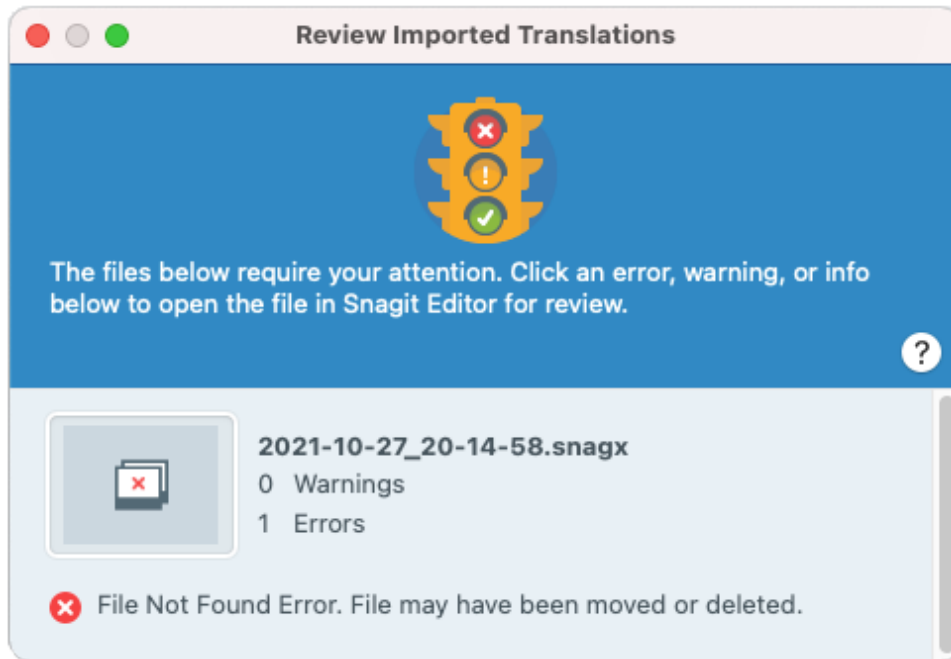 Review Imported Translations
The files below require your attention. Click an error, warning, or info
below to open the file in Snagit Editor for review.
?
2021-10-27_20-14-58.snagx
0 Warnings
1 Errors
File Not Found Error. File may have been moved or deleted.